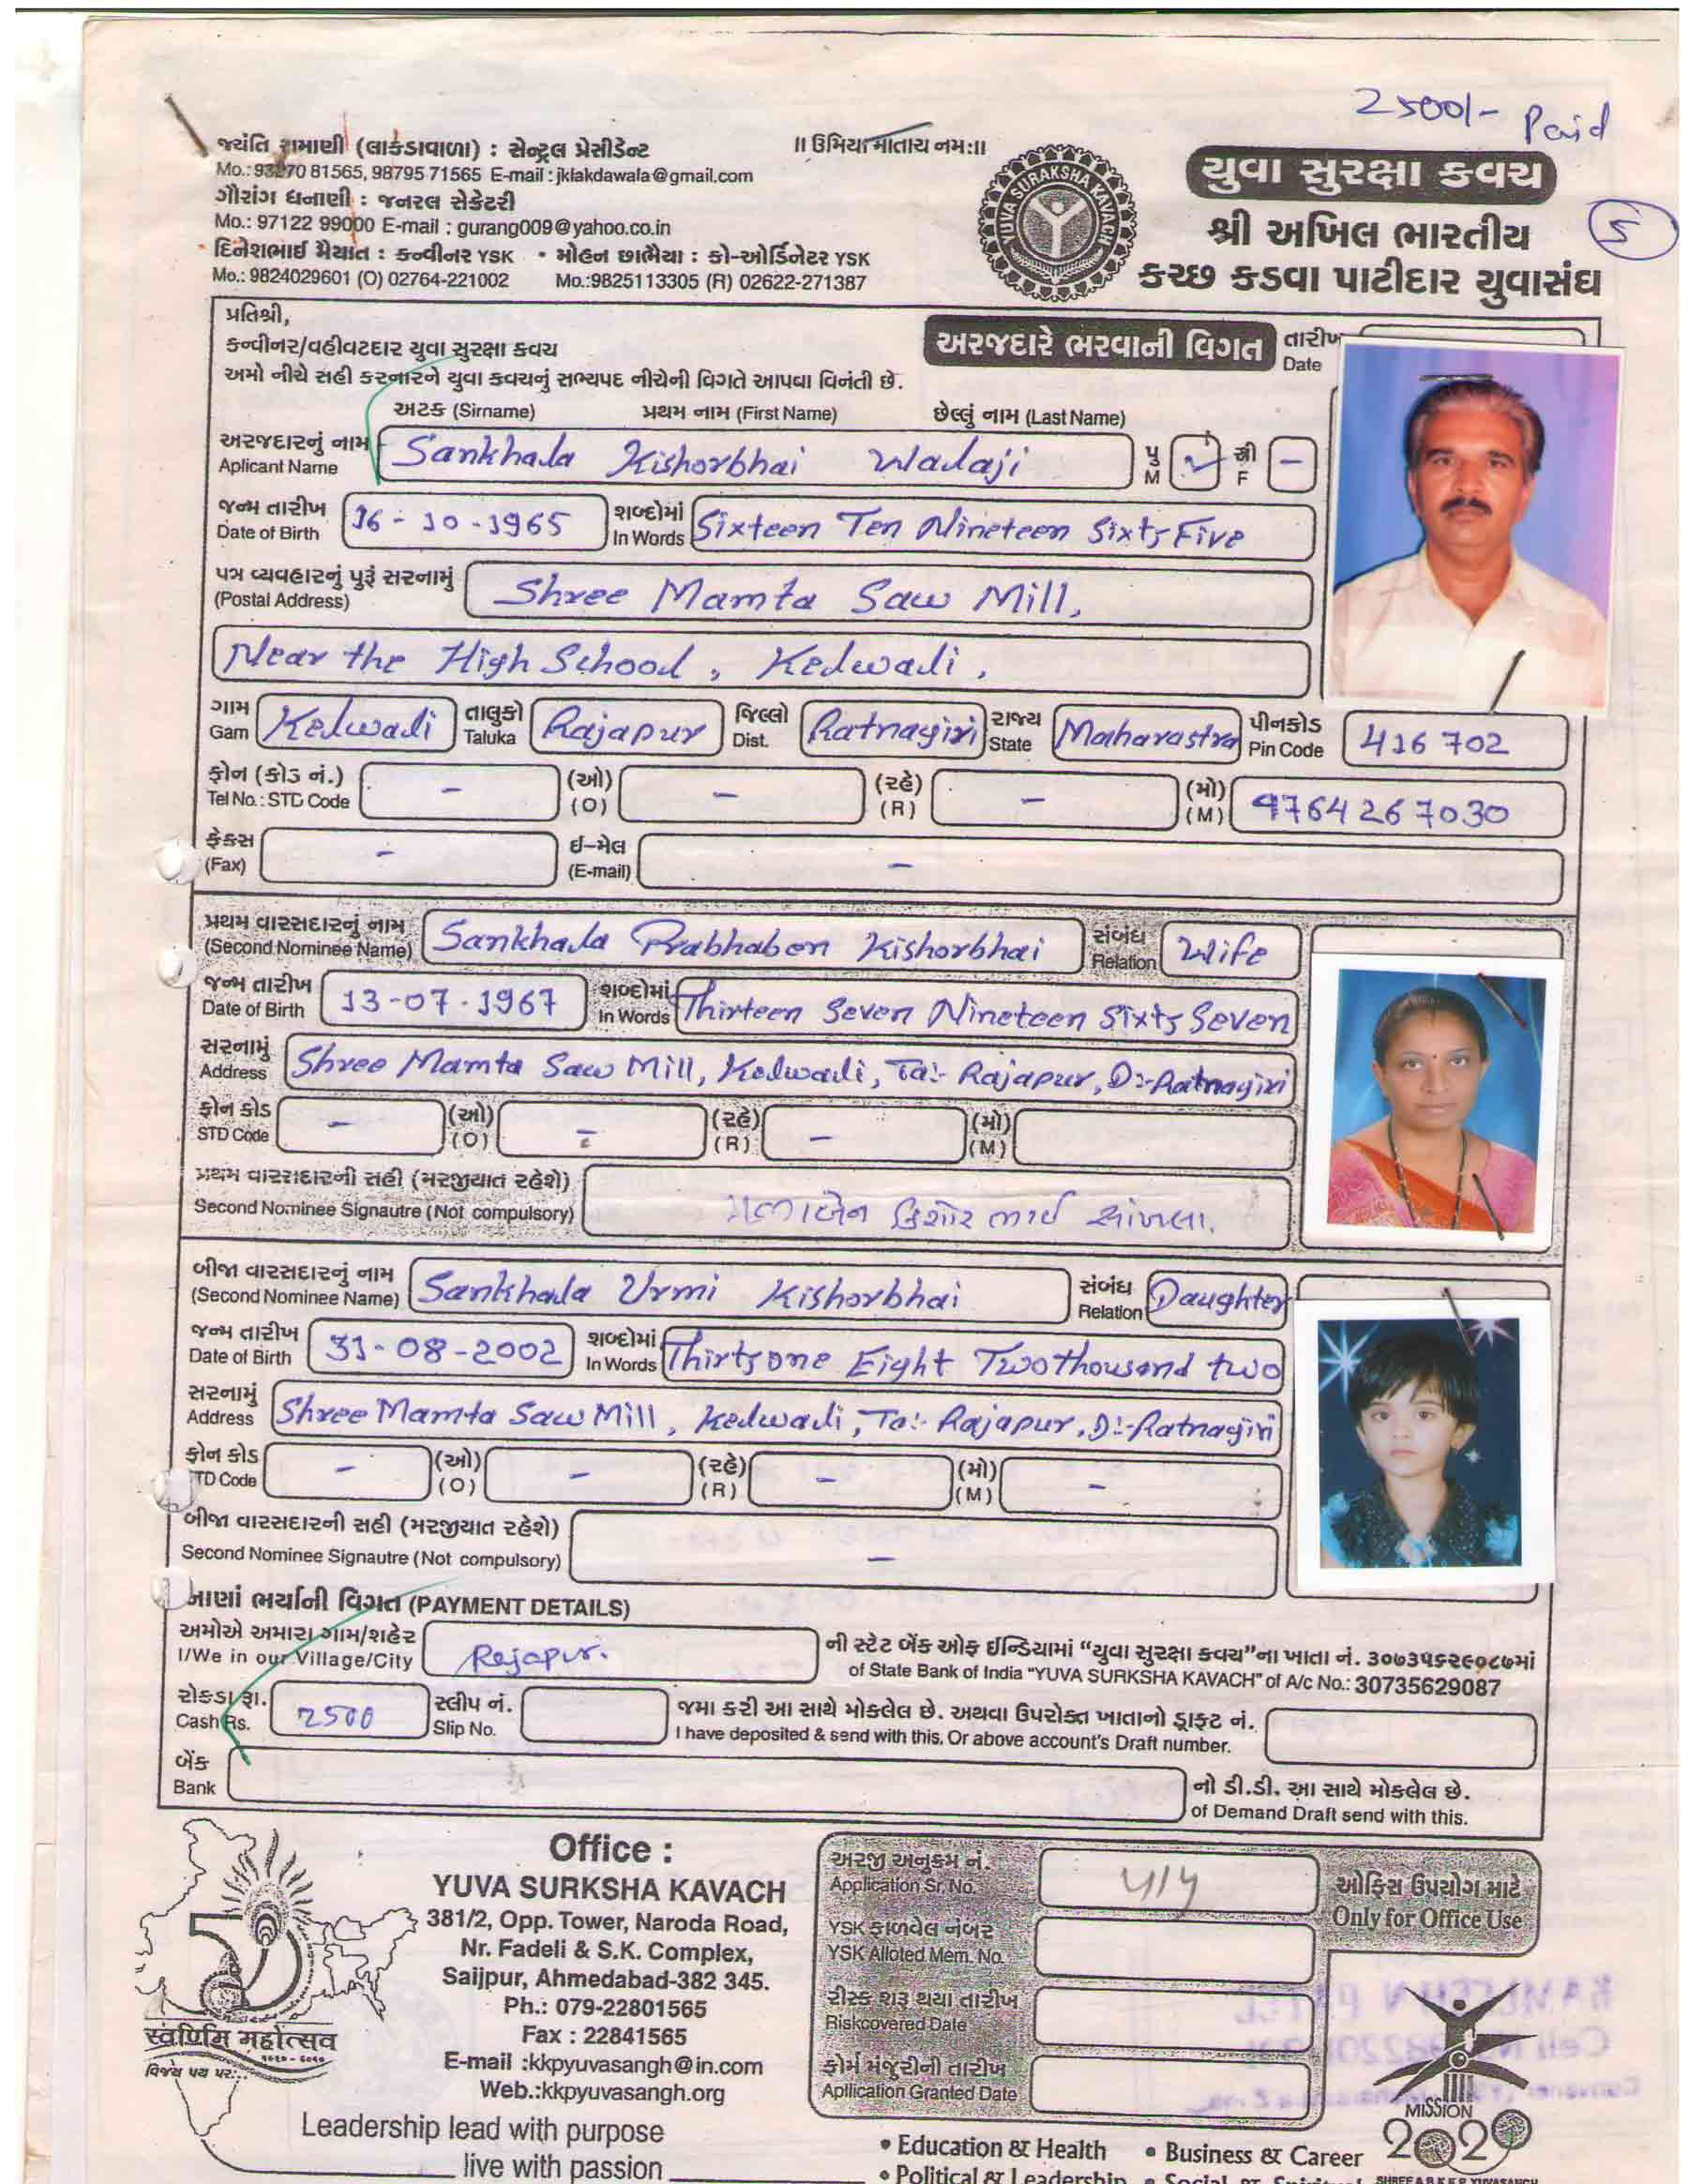 2500/- Paid
જ્યંતિ રામાણી (લાકડાવાળા) : સેન્ટ્રલ પ્રેસીડેન્ટ
Mo.: 93270 81565, 98795 71565 E-mail : jklakdawala@gmail.com
ગૌરાંગ ધનાણી : જનરલ સેક્રેટરી
Mo.: 97122 99000 E-mail : gurang009@yahoo.co.in
• દિનેશભાઈ મૈયાત : કન્વીનર YSK • મોહન છાભૈયા : કો-ઓર્ડિનેટર YSK
Mo.: 9824029601 (O) 02764-221002 Mo.:9825113305 (R) 02622-271387
॥ ઉમિયા માતાય નમ:॥
YUVA SURAKSHA KAVACH
યુવા સુરક્ષા કવચ
શ્રી અખિલ ભારતીય
5
કચ્છ કડવા પાટીદાર યુવાસંઘ
પ્રતિશ્રી,
કન્વીનર/વહીવટદાર યુવા સુરક્ષા કવચ
અમો નીચે સહી કરનારને યુવા કવચનું સભ્યપદ નીચેની વિગતે આપવા વિનંતી છે.
અરજદારે ભરવાની વિગત તારીખ
Date
અટક (Sirname) પ્રથમ નામ (First Name) છેલ્લું નામ (Last Name)
અરજદારનું નામ Sankhala Kishorbhai Walaji પુ સ્ત્રી -
Aplicant Name M F
જન્મ તારીખ 16-10-1965 શબ્દોમાં Sixteen Ten Nineteen Sixty Five
Date of Birth In Words
પત્ર વ્યવહારનું પુરૂં સરનામું Shree Mamta Saw Mill,
(Postal Address)
Near the High School, Kelwadi,
ગામ Kelwadi તાલુકો Rajapur જિલ્લો Ratnagiri રાજ્ય Maharastra પીનકોડ 416 702
Gam Taluka Dist. State Pin Code
ફોન (કોડ નં.) - (ઓ) - (રહે) - (મો) 9764267030
Tel No.: STD Code (O) (R) (M)
ફેકસ - ઈ-મેલ -
(Fax) (E-mail)
પ્રથમ વારસદારનું નામ Sankhala Prabhaben Kishorbhai સંબંધ Wife
(Second Nominee Name) Relation
જન્મ તારીખ 13-07-1967 શબ્દોમાં Thirteen Seven Nineteen Sixty Seven
Date of Birth In Words
સરનામું Shree Mamta Saw Mill, Kelwadi, Ta:- Rajapur, D:-Ratnagiri
Address
ફોન કોડ - (ઓ) - (રહે) - (મો)
STD Code (O) (R) (M)
પ્રથમ વારસદારની સહી (મરજીયાત રહેશે) પ્રભાબેન કિશોર ભાઈ સાંખલા.
Second Nominee Signautre (Not compulsory)
બીજા વારસદારનું નામ Sankhala Urmi Kishorbhai સંબંધ Daughter
(Second Nominee Name) Relation
જન્મ તારીખ 31-08-2002 શબ્દોમાં Thirty one Eight Two thousand two
Date of Birth In Words
સરનામું Shree Mamta Saw Mill, Kelwadi, Ta:- Rajapur, D:-Ratnagiri
Address
ફોન કોડ - (ઓ) - (રહે) - (મો) -
TD Code (O) (R) (M)
બીજા વારસદારની સહી (મરજીયાત રહેશે) -
Second Nominee Signautre (Not compulsory)
નાણાં ભર્યાની વિગત (PAYMENT DETAILS)
અમોએ અમારા ગામ/શહેર Rajapur. ની સ્ટેટ બેંક ઓફ ઈન્ડિયામાં “યુવા સુરક્ષા કવચ”ના ખાતા નં. ૩૦૭૩૫૬૨૯૦૮૭માં
I/We in our Village/City of State Bank of India “YUVA SURKSHA KAVACH” of A/c No.: 30735629087
રોકડા રૂા. 2500 સ્લીપ નં. જમા કરી આ સાથે મોકલેલ છે. અથવા ઉપરોક્ત ખાતાનો ડ્રાફ્ટ નં.
Cash Rs. Slip No. I have deposited & send with this. Or above account's Draft number.
બેંક નો ડી.ડી. આ સાથે મોકલેલ છે.
Bank of Demand Draft send with this.
Office :
YUVA SURKSHA KAVACH
381/2, Opp. Tower, Naroda Road,
Nr. Fadeli & S.K. Complex,
Saijpur, Ahmedabad-382 345.
Ph.: 079-22801565
Fax : 22841565
E-mail :kkpyuvasangh@in.com
Web.:kkpyuvasangh.org
સ્વર્ણિમ મહોત્સવ
વિજય પથ પર...
Leadership lead with purpose
live with passion
અરજી અનુક્રમ નં.
Application Sr. No.
YSK ફાળવેલ નંબર
YSK Alloted Mem. No.
રીસ્ક શરૂ થયા તારીખ
Riskcovered Date
ફોર્મ મંજુરીની તારીખ
Apllication Granted Date
ઓફિસ ઉપયોગ માટે
Only for Office Use
MISSION
2020
• Education & Health • Business & Career
• Political & Leadership